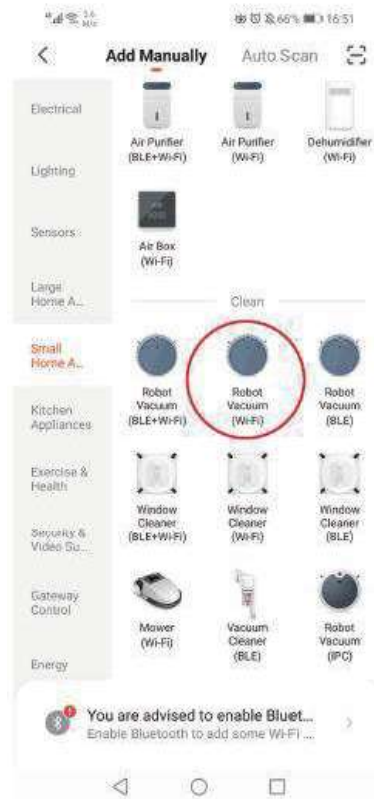 66% 16:51
Add Manually Auto Scan
Electrical
Lighting
Sensors
Large
Home A...
Small
Home A...
Kitchen
Appliances
Exercise &
Health
Security &
Video Su...
Gateway
Control
Energy
Air Purifier
(BLE+Wi-Fi)
Air Purifier
(Wi-Fi)
Dehumidifier
(Wi-Fi)
Air Box
(Wi-Fi)
Clean
Robot
Vacuum
(BLE+Wi-Fi)
Robot
Vacuum
(Wi-Fi)
Robot
Vacuum
(BLE)
Window
Cleaner
(BLE+Wi-Fi)
Window
Cleaner
(Wi-Fi)
Window
Cleaner
(BLE)
Mower
(Wi-Fi)
Vacuum
Cleaner
(BLE)
Robot
Vacuum
(IPC)
You are advised to enable Bluet...
Enable Bluetooth to add some Wi-Fi ...